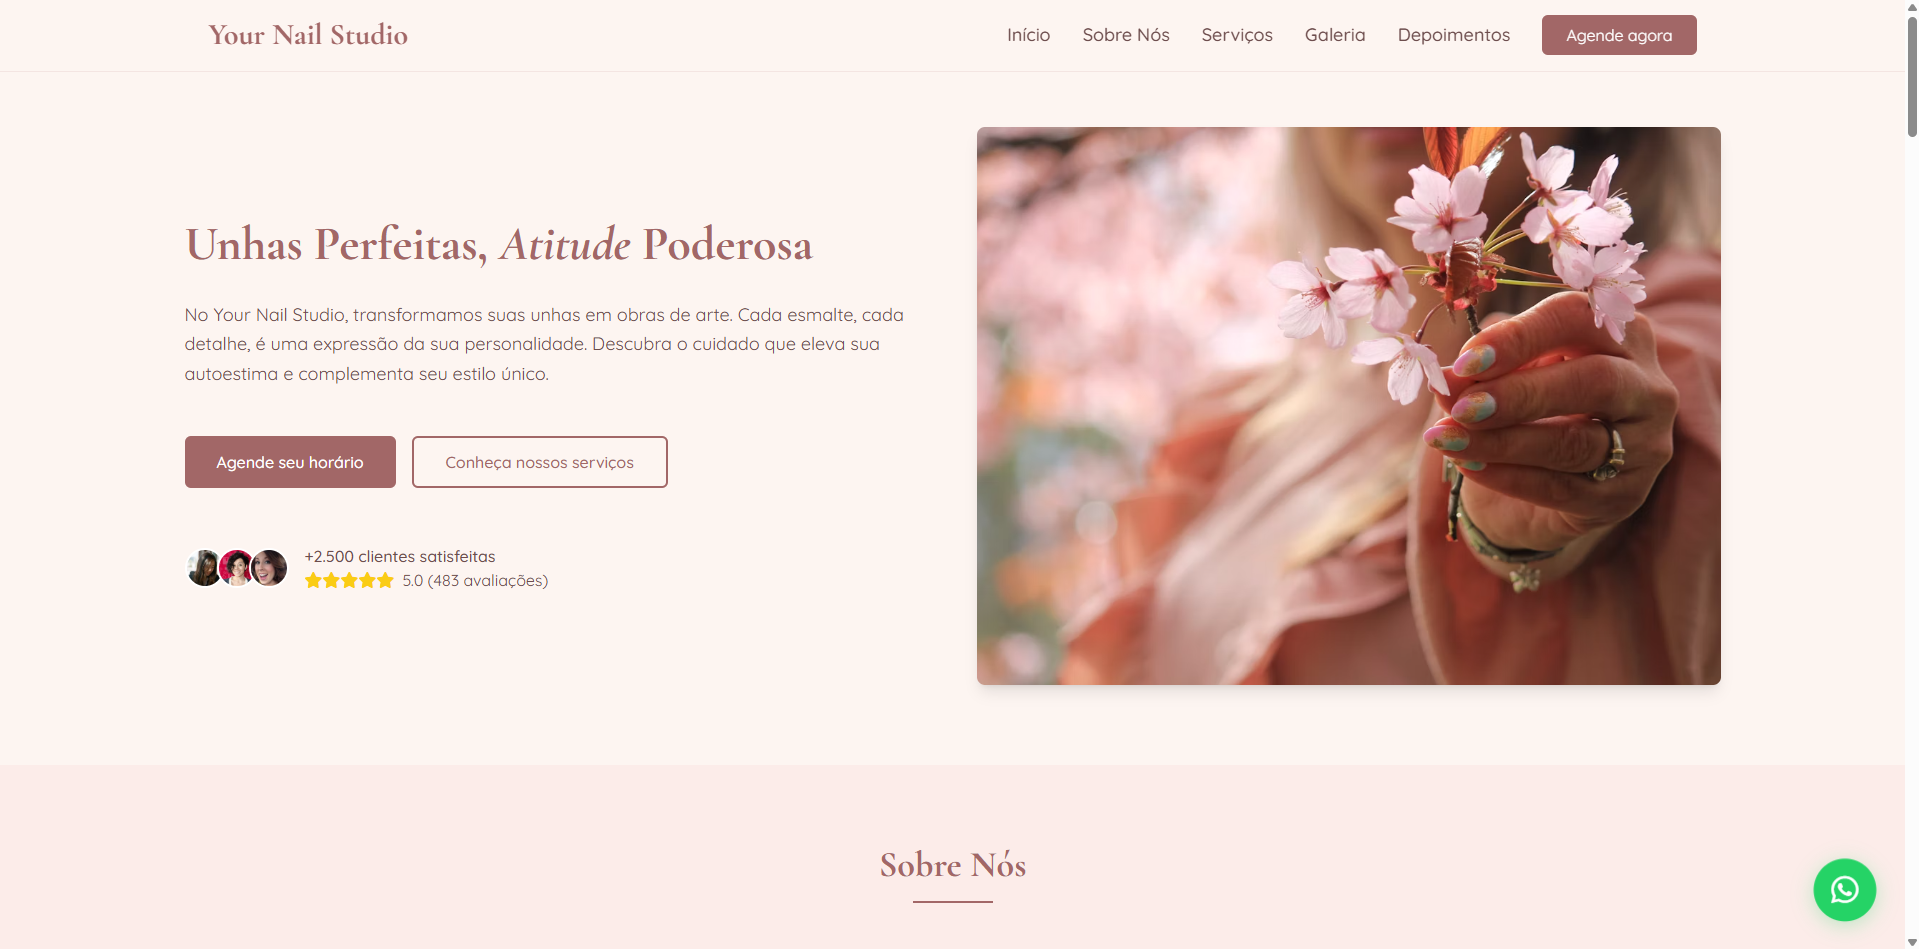 Your Nail Studio
Início
Sobre Nós
Serviços
Galeria
Depoimentos
Agende agora
Unhas Perfeitas, Atitude Poderosa
No Your Nail Studio, transformamos suas unhas em obras de arte. Cada esmalte, cada
detalhe, é uma expressão da sua personalidade. Descubra o cuidado que eleva sua
autoestima e complementa seu estilo único.
Agende seu horário
Conheça nossos serviços
+2.500 clientes satisfeitas
5.0 (483 avaliações)
Sobre Nós